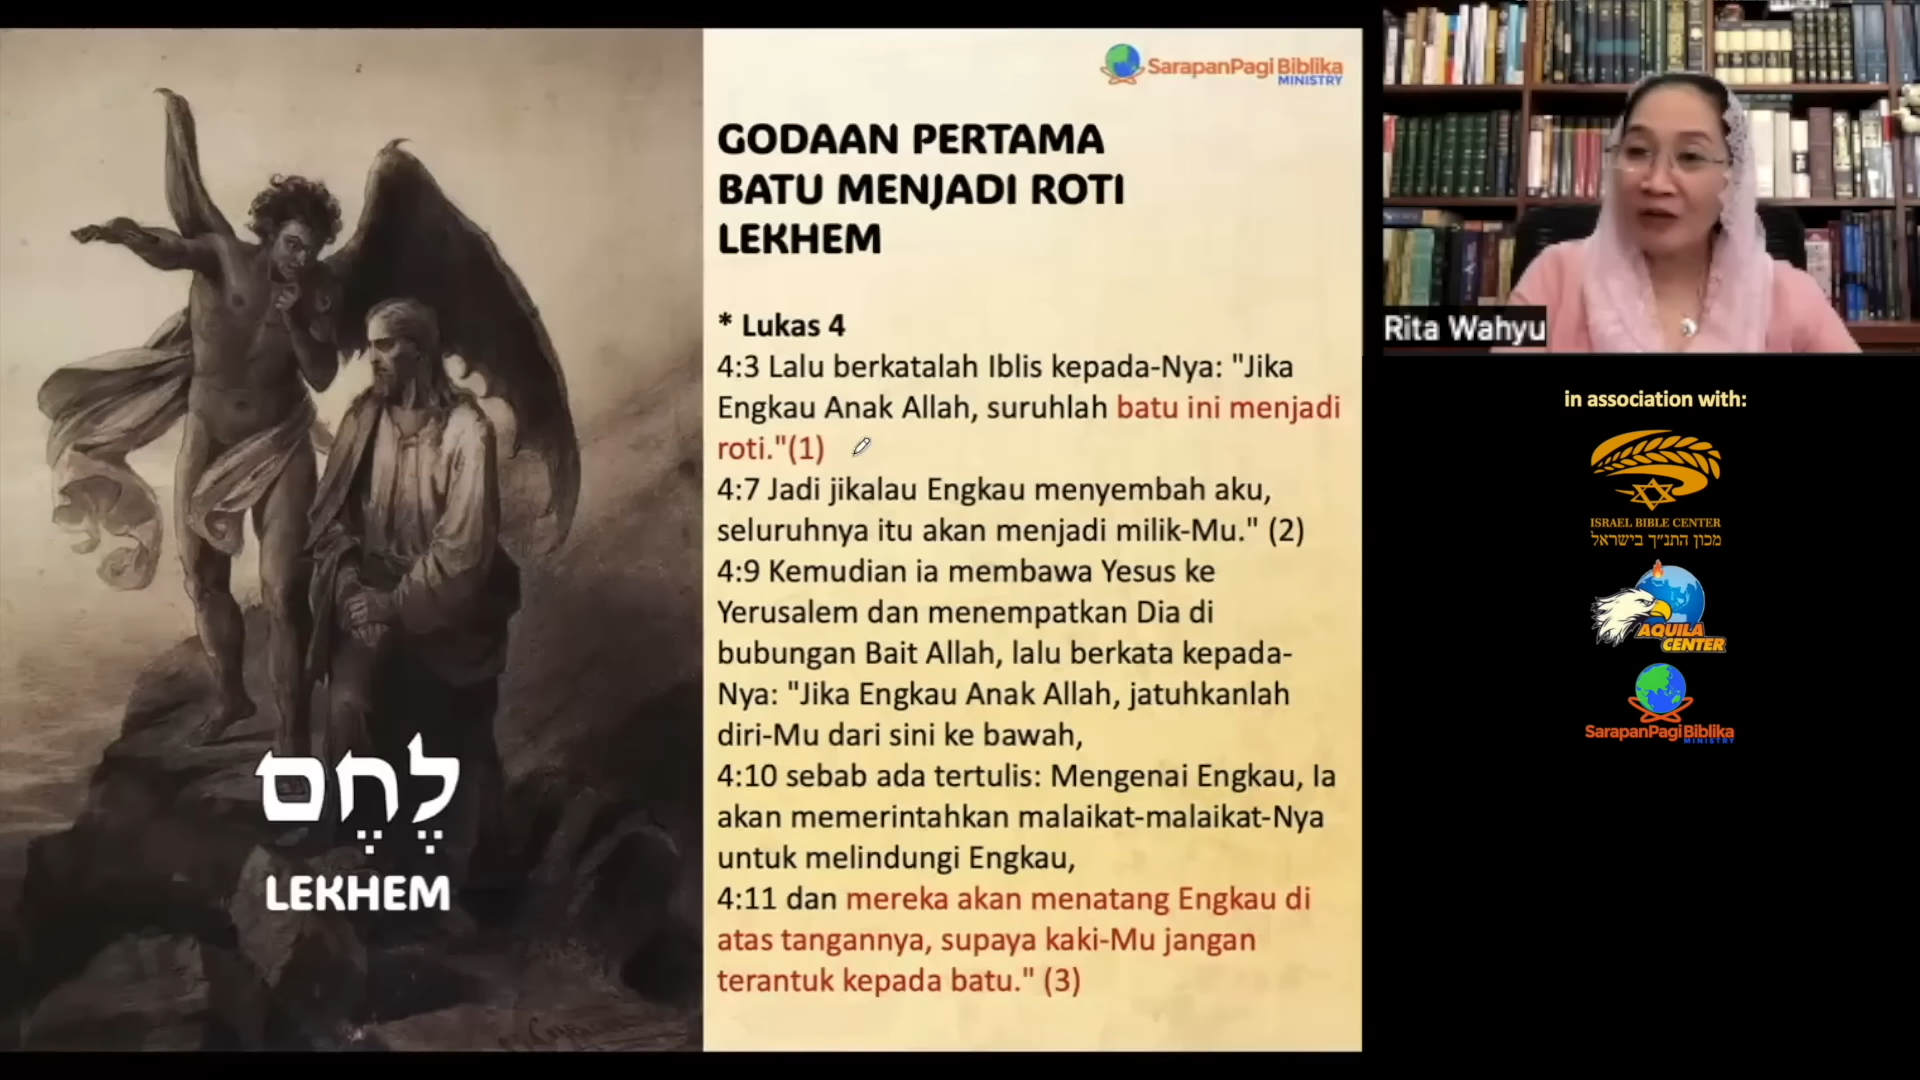 לֶחֶם
LEKHEM
SarapanPagi Biblika
MINISTRY
GODAAN PERTAMA
BATU MENJADI ROTI
LEKHEM
* Lukas 4
4:3 Lalu berkatalah Iblis kepada-Nya: "Jika
Engkau Anak Allah, suruhlah batu ini menjadi
roti."(1)
4:7 Jadi jikalau Engkau menyembah aku,
seluruhnya itu akan menjadi milik-Mu." (2)
4:9 Kemudian ia membawa Yesus ke
Yerusalem dan menempatkan Dia di
bubungan Bait Allah, lalu berkata kepada-
Nya: "Jika Engkau Anak Allah, jatuhkanlah
diri-Mu dari sini ke bawah,
4:10 sebab ada tertulis: Mengenai Engkau, Ia
akan memerintahkan malaikat-malaikat-Nya
untuk melindungi Engkau,
4:11 dan mereka akan menatang Engkau di
atas tangannya, supaya kaki-Mu jangan
terantuk kepada batu." (3)
Rita Wahyu
in association with:
ISRAEL BIBLE CENTER
מכון התנ״ך בישראל
AQUILA
CENTER
SarapanPagi Biblika
MINISTRY